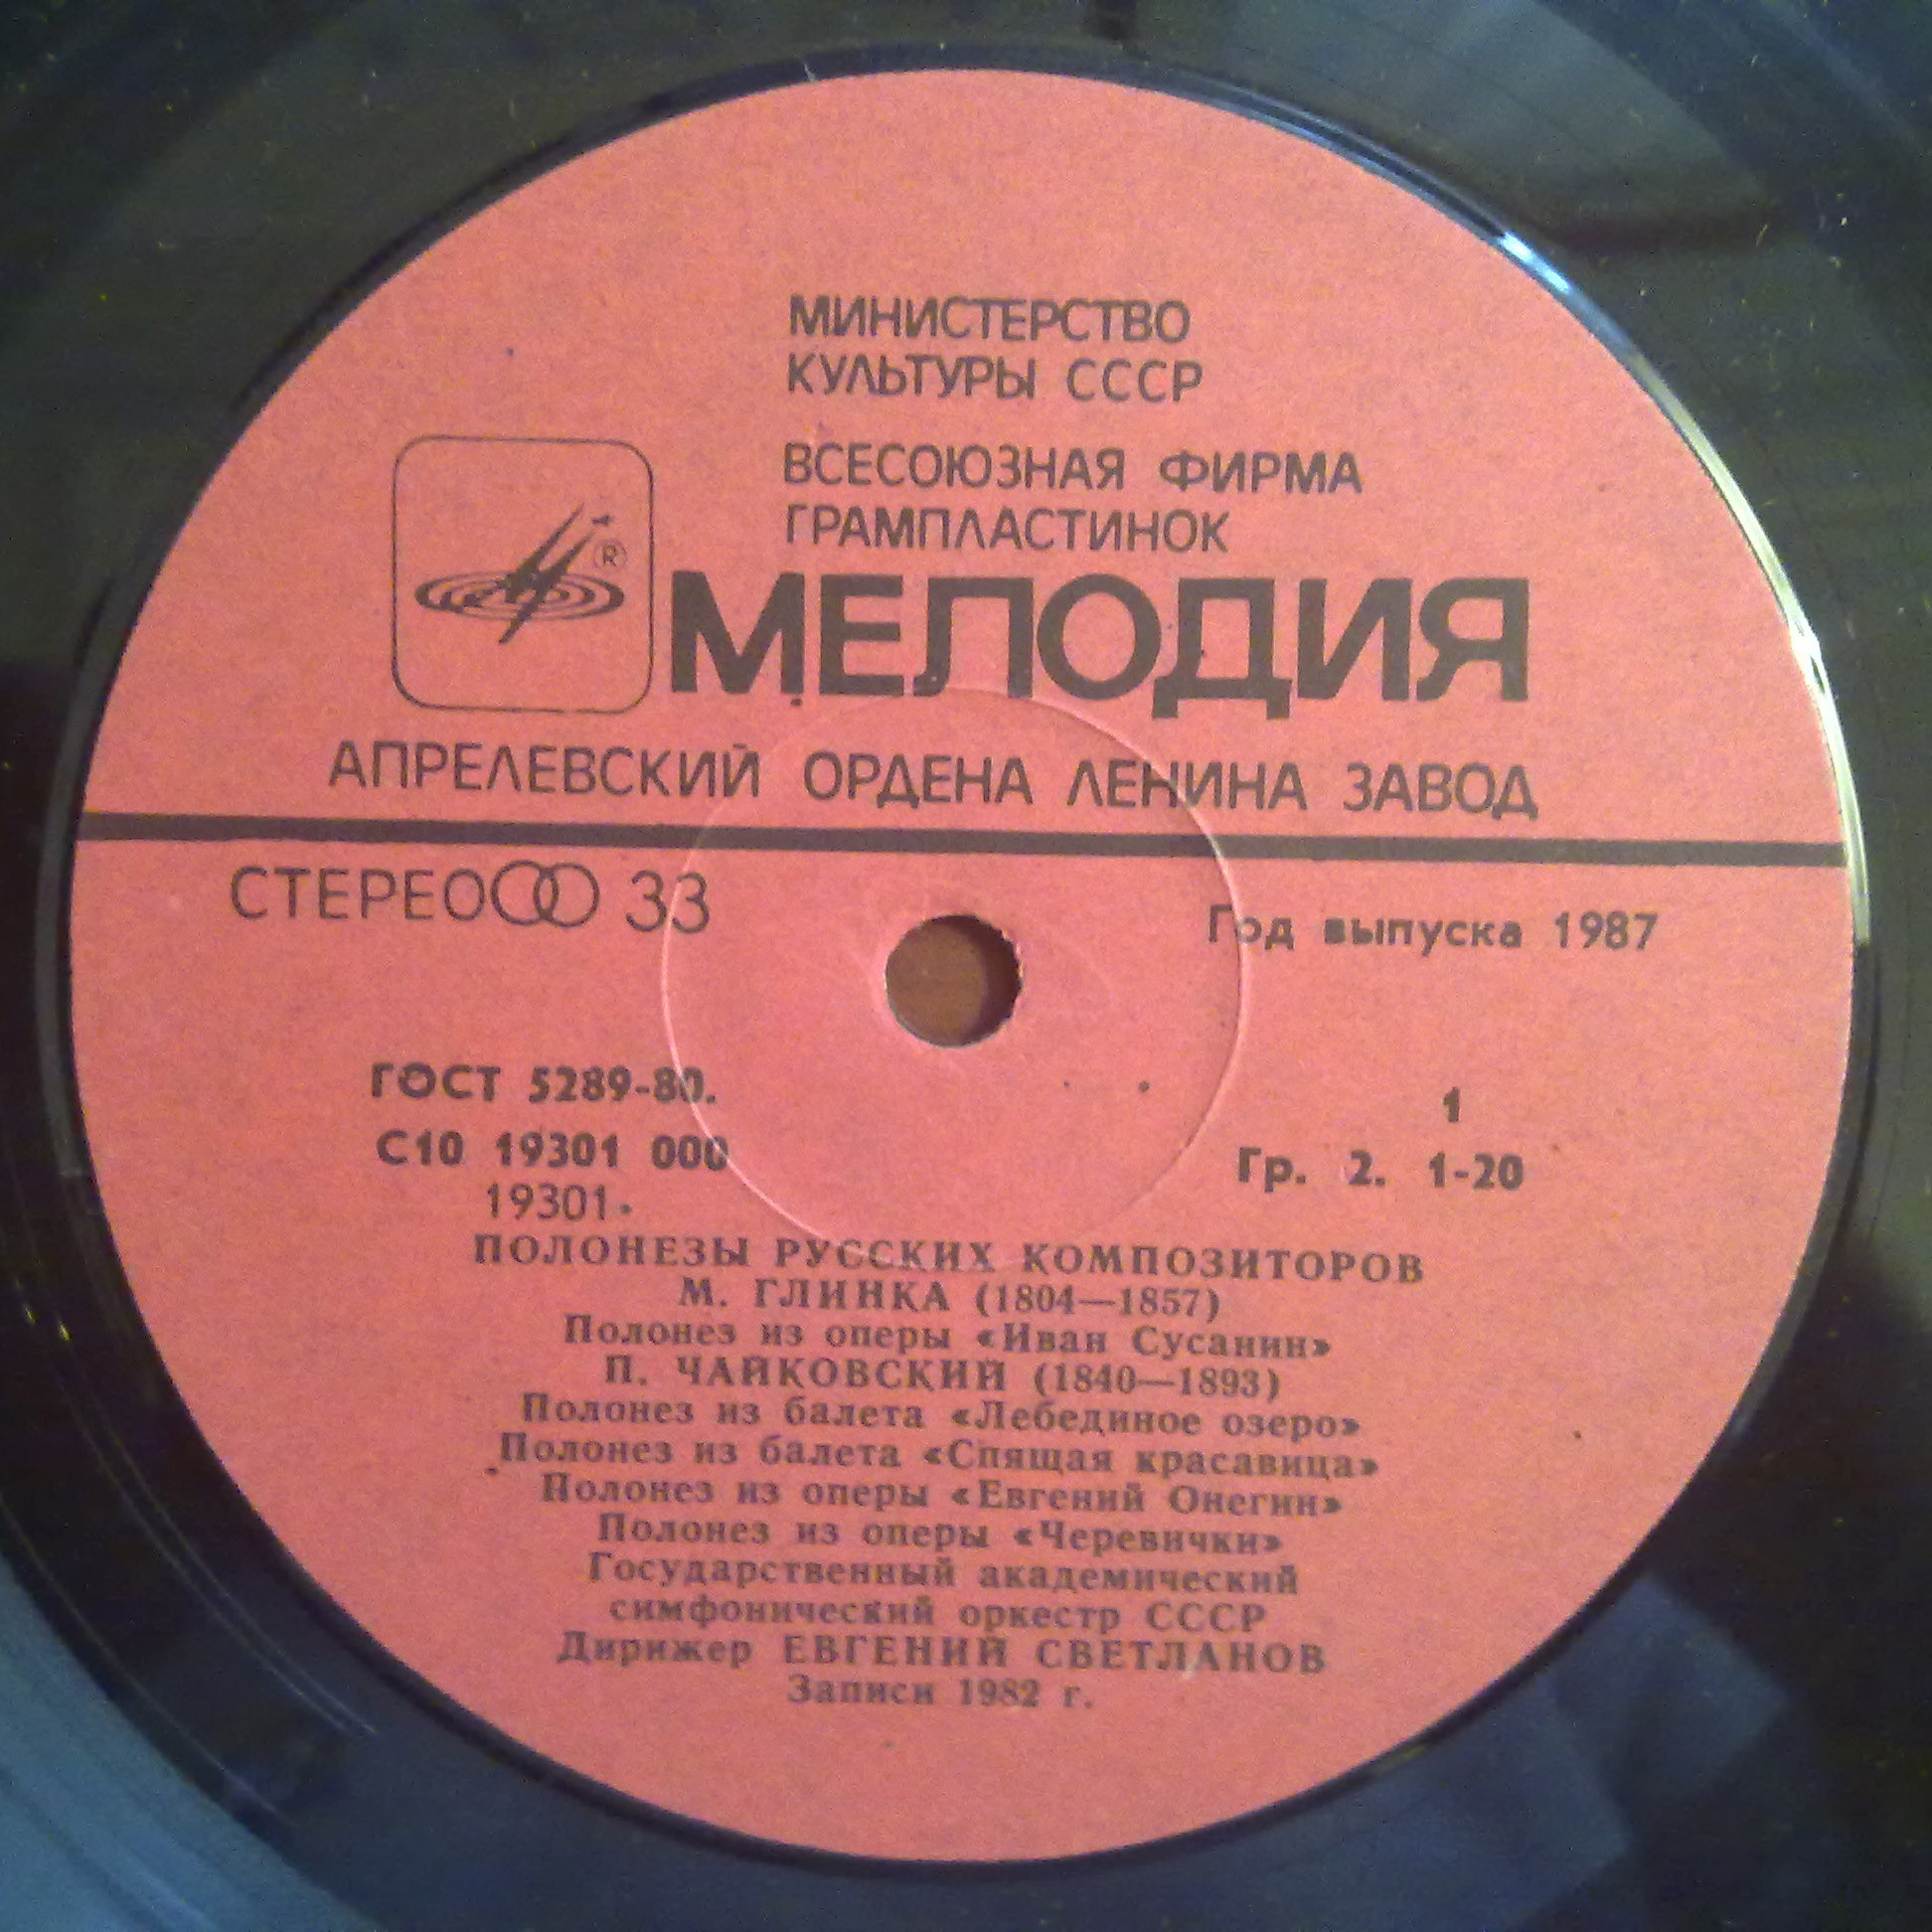 МИНИСТЕРСТВО
КУЛЬТУРЫ СССР
ВСЕСОЮЗНАЯ ФИРМА
ГРАМПЛАСТИНОК
®
МЕЛОДИЯ
АПРЕЛЕВСКИЙ ОРДЕНА ЛЕНИНА ЗАВОД
СТЕРЕО 33
Год выпуска 1987
ГОСТ 5289-80.
1
С10 19301 000
Гр. 2. 1-20
19301.
ПОЛОНЕЗЫ РУССКИХ КОМПОЗИТОРОВ
М. ГЛИНКА (1804—1857)
Полонез из оперы «Иван Сусанин»
П. ЧАЙКОВСКИЙ (1840—1893)
Полонез из балета «Лебединое озеро»
Полонез из балета «Спящая красавица»
Полонез из оперы «Евгений Онегин»
Полонез из оперы «Черевички»
Государственный академический
симфонический оркестр СССР
Дирижер ЕВГЕНИЙ СВЕТЛАНОВ
Записи 1982 г.